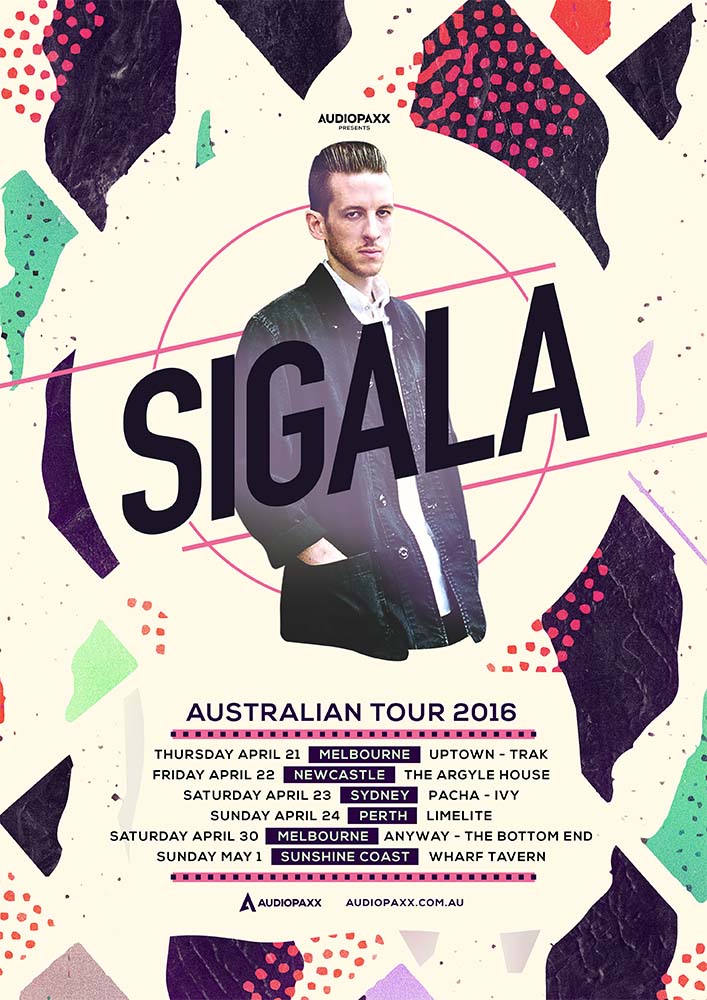 AUDIOPAXX
PRESENTS
SIGALA
AUSTRALIAN TOUR 2016
THURSDAY APRIL 21 MELBOURNE UPTOWN - TRAK
FRIDAY APRIL 22 NEWCASTLE THE ARGYLE HOUSE
SATURDAY APRIL 23 SYDNEY PACHA - IVY
SUNDAY APRIL 24 PERTH LIMELITE
SATURDAY APRIL 30 MELBOURNE ANYWAY - THE BOTTOM END
SUNDAY MAY 1 SUNSHINE COAST WHARF TAVERN
AUDIOPAXX AUDIOPAXX.COM.AU